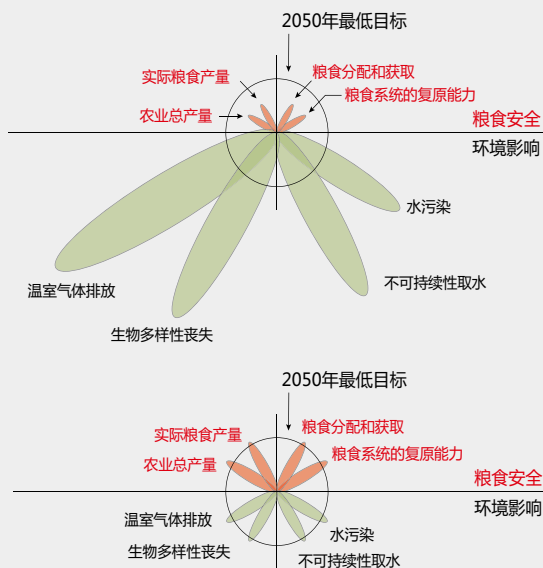 2050年最低目标
实际粮食产量
粮食分配和获取
粮食系统的复原能力
农业总产量
粮食安全
环境影响
水污染
不可持续性取水
温室气体排放
生物多样性丧失
2050年最低目标
实际粮食产量
粮食分配和获取
农业总产量
粮食系统的复原能力
粮食安全
环境影响
温室气体排放
水污染
生物多样性丧失
不可持续性取水